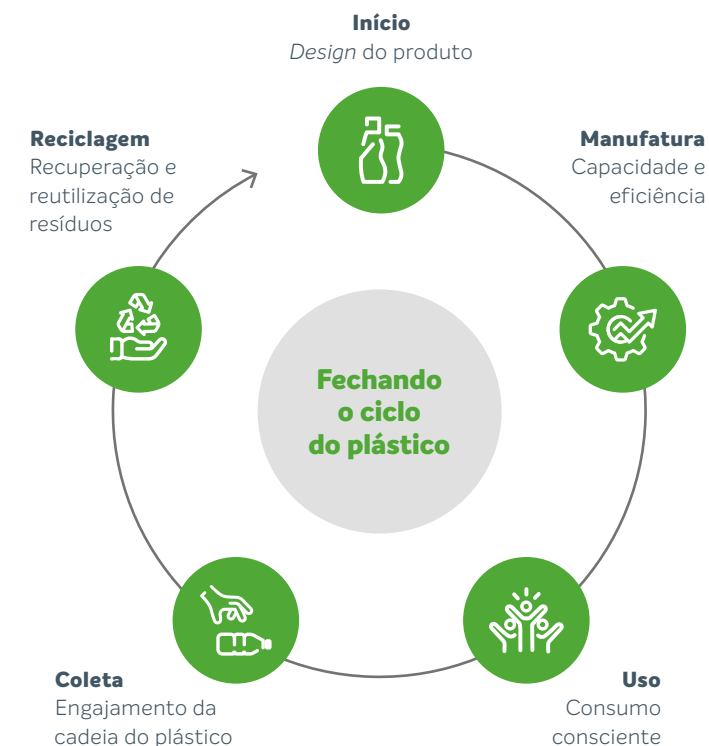 Início
Design do produto
Manufatura
Capacidade e
eficiência
Uso
Consumo
consciente
Coleta
Engajamento da
cadeia do plástico
Reciclagem
Recuperação e
reutilização de
resíduos
Fechando
o ciclo
do plástico